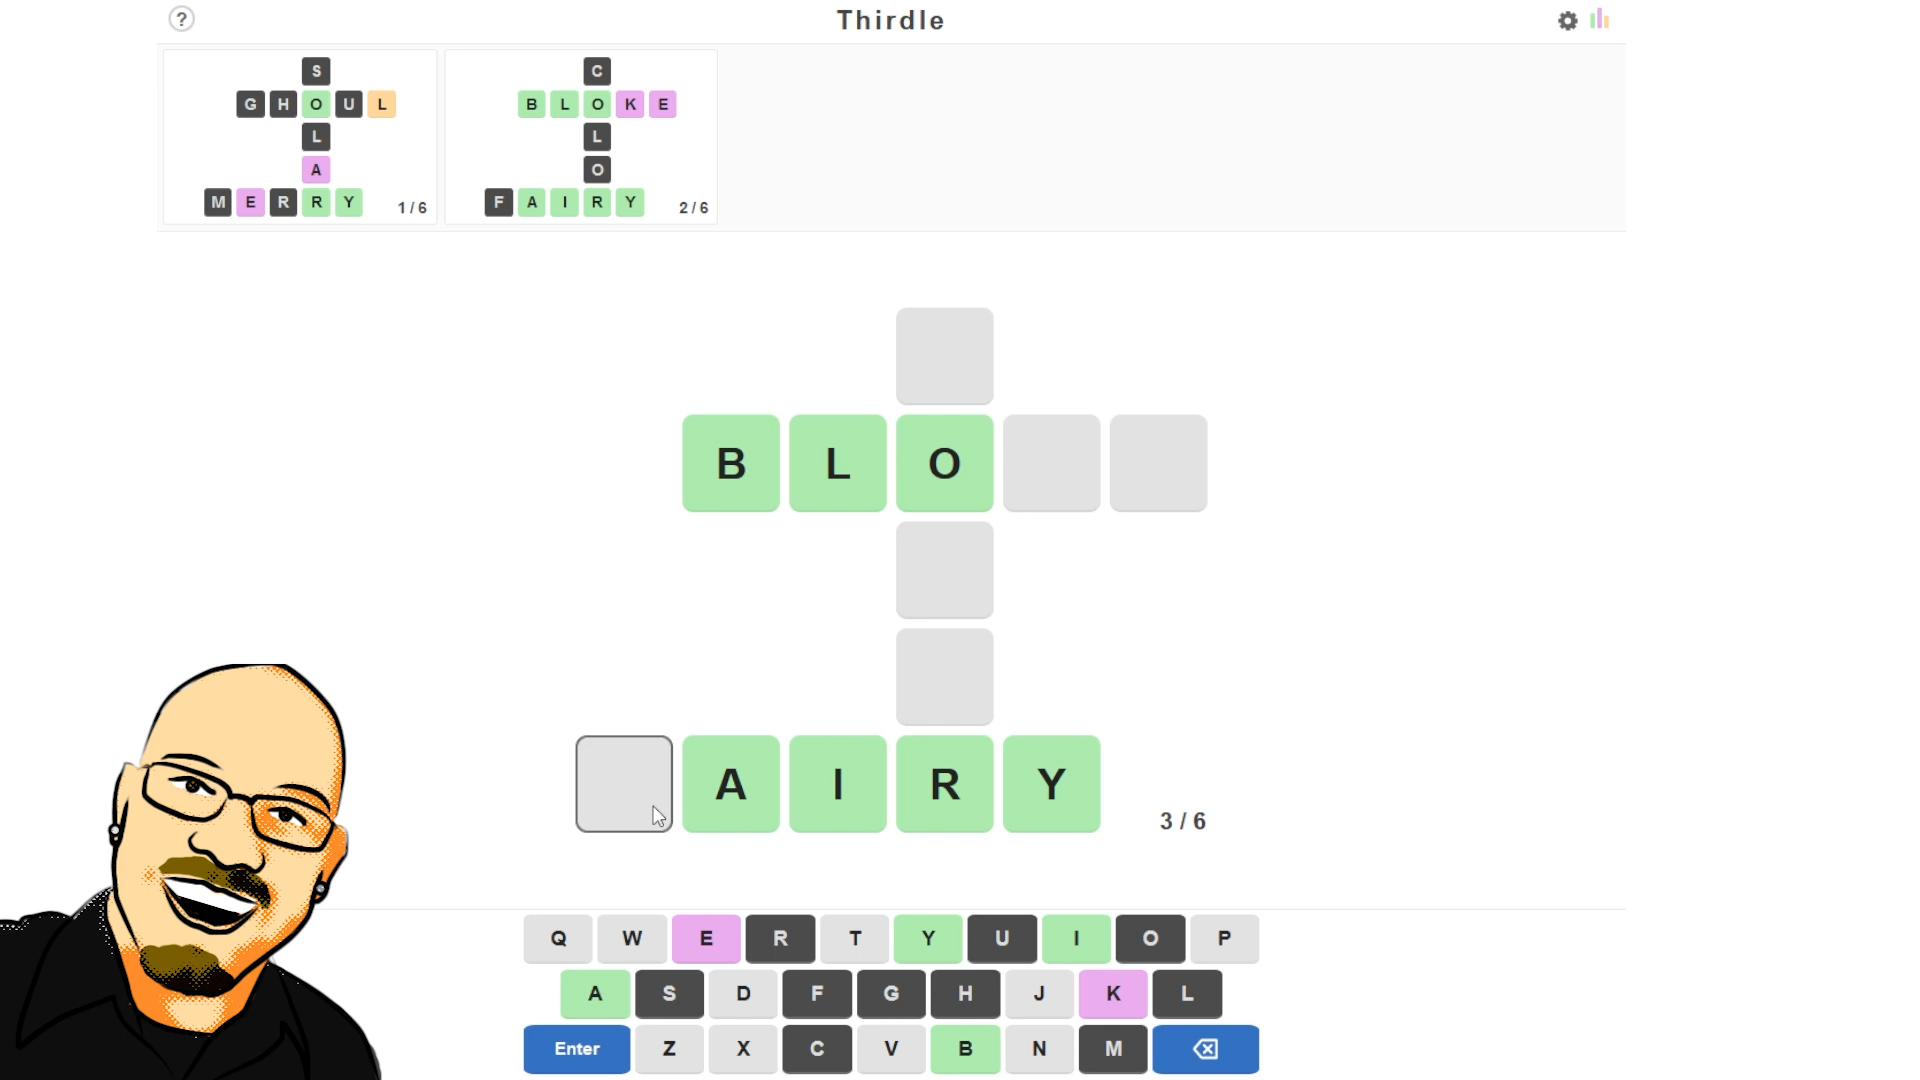 ?
Thirdle
S
G H O U L
L
A
M E R R Y
1 / 6
C
B L O K E
L
O
F A I R Y
2 / 6
B L O
A I R Y
3 / 6
Q W E R T Y U I O P
A S D F G H J K L
Enter Z X C V B N M